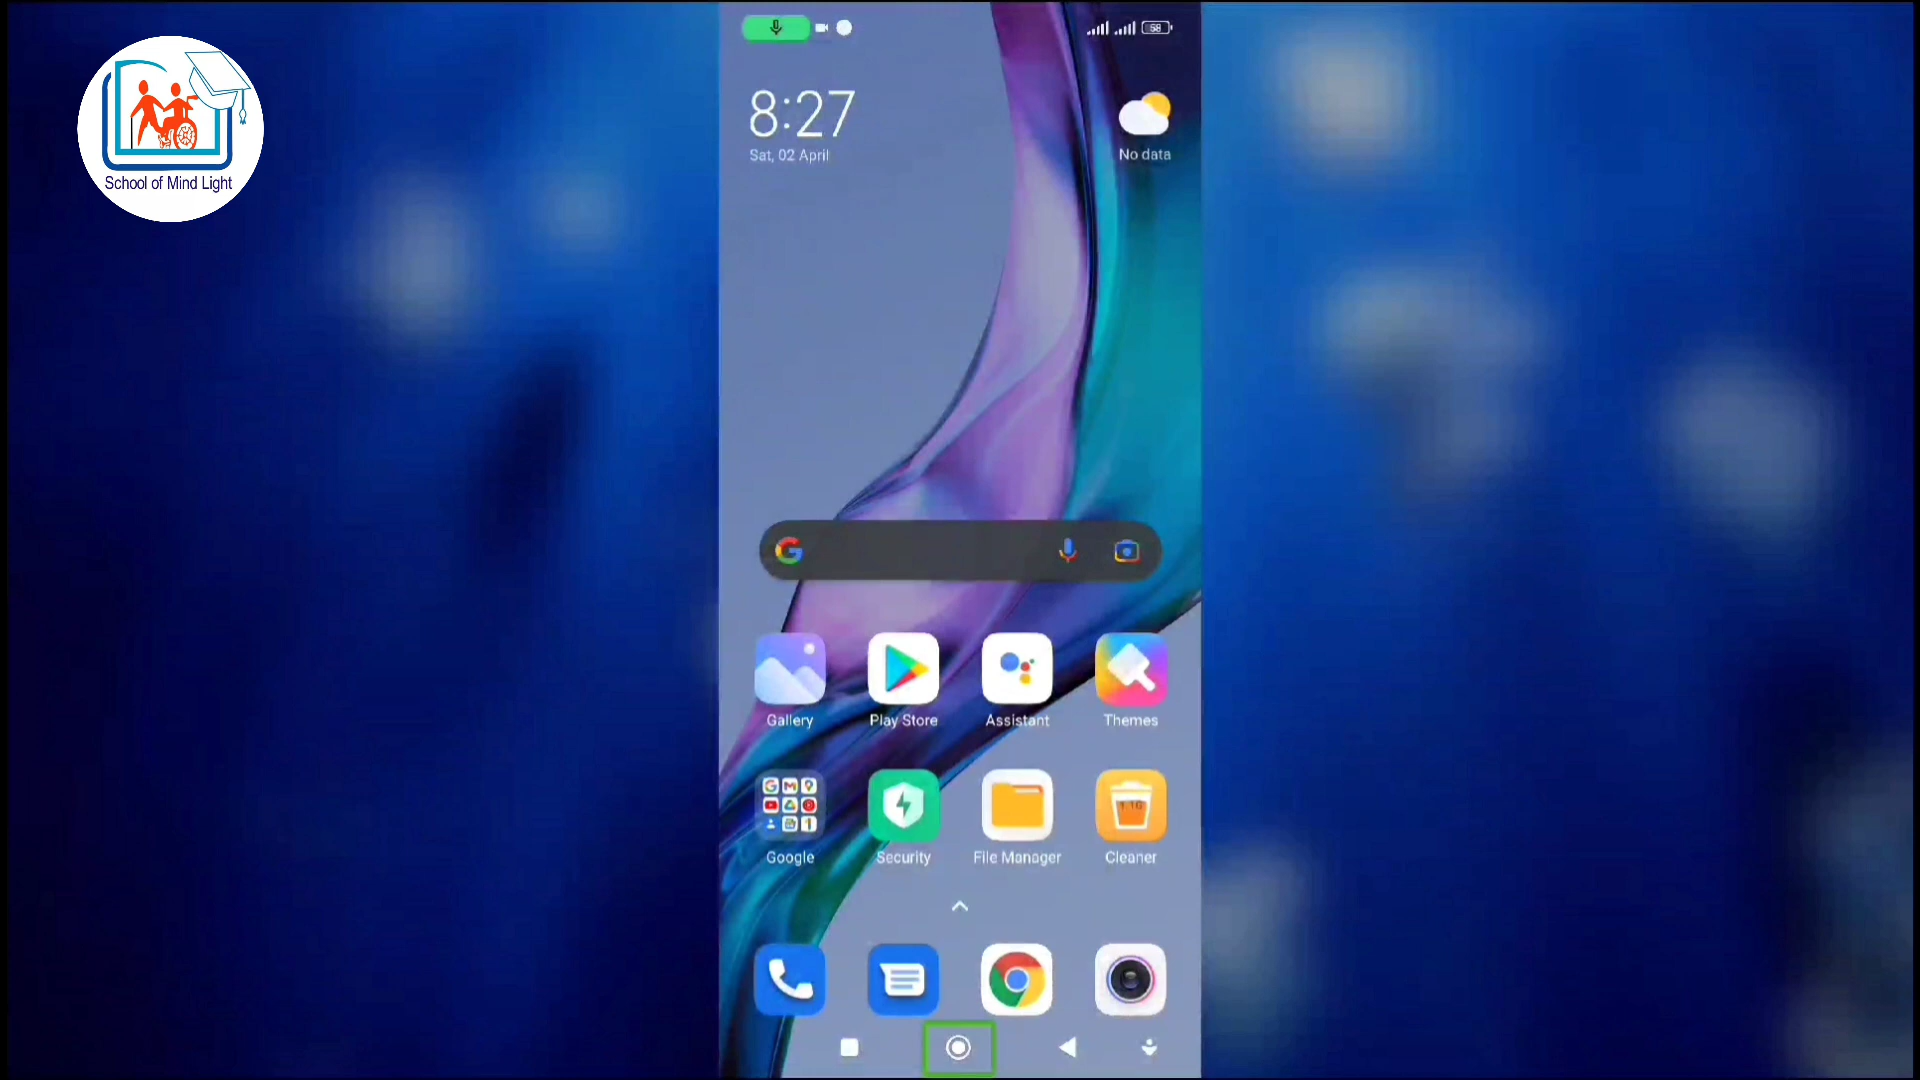 School of Mind Light
58
8:27
Sat, 02 April
No data
Gallery
Play Store
Assistant
Themes
Google
Security
File Manager
Cleaner